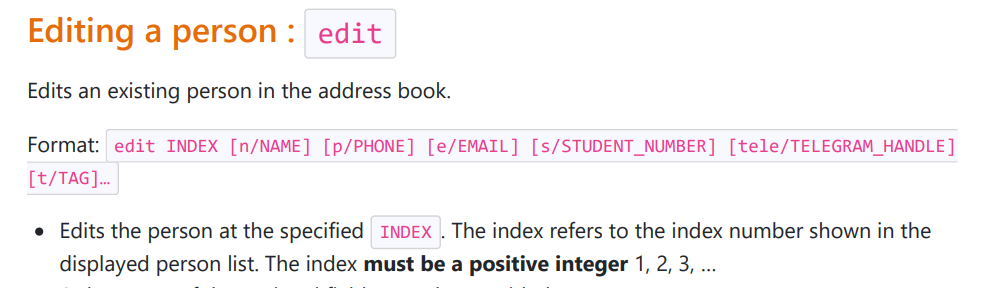 Editing a person : edit
Edits an existing person in the address book.
Format: edit INDEX [n/NAME] [p/PHONE] [e/EMAIL] [s/STUDENT_NUMBER] [tele/TELEGRAM_HANDLE]
[t/TAG]…
• Edits the person at the specified INDEX. The index refers to the index number shown in the
displayed person list. The index must be a positive integer 1, 2, 3, …